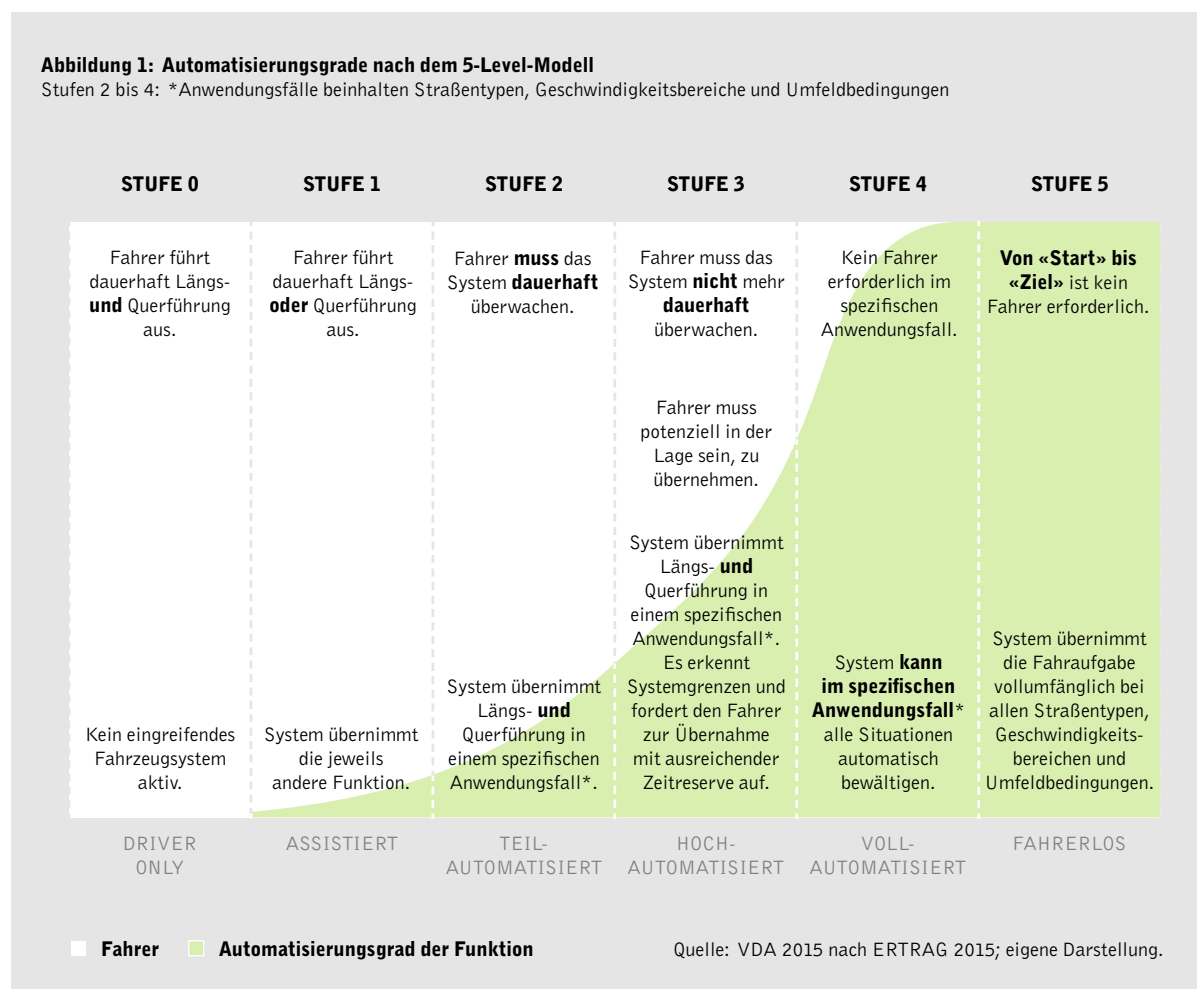 Abbildung 1: Automatisierungsgrade nach dem 5-Level-Modell
Stufen 2 bis 4: *Anwendungsfälle beinhalten Straßentypen, Geschwindigkeitsbereiche und Umfeldbedingungen
STUFE 0
Fahrer führt
dauerhaft Längs-
und Querführung
aus.
Kein eingreifendes
Fahrzeugsystem
aktiv.
DRIVER
ONLY
STUFE 1
Fahrer führt
dauerhaft Längs-
oder Querführung
aus.
System übernimmt
die jeweils
andere Funktion.
ASSISTIERT
STUFE 2
Fahrer muss das
System dauerhaft
überwachen.
System übernimmt
Längs- und
Querführung in
einem spezifischen
Anwendungsfall*.
TEIL-
AUTOMATISIERT
STUFE 3
Fahrer muss das
System nicht mehr
dauerhaft
überwachen.
Fahrer muss
potenziell in der
Lage sein, zu
übernehmen.
System übernimmt
Längs- und
Querführung in
einem spezifischen
Anwendungsfall*.
Es erkennt
Systemgrenzen und
fordert den Fahrer
zur Übernahme
mit ausreichender
Zeitreserve auf.
HOCH-
AUTOMATISIERT
STUFE 4
Kein Fahrer
erforderlich im
spezifischen
Anwendungsfall.
System kann
im spezifischen
Anwendungsfall*
alle Situationen
automatisch
bewältigen.
VOLL-
AUTOMATISIERT
STUFE 5
Von «Start» bis
«Ziel» ist kein
Fahrer erforderlich.
System übernimmt
die Fahraufgabe
vollumfänglich bei
allen Straßentypen,
Geschwindigkeits-
bereichen und
Umfeldbedingungen.
FAHRERLOS
Fahrer
Automatisierungsgrad der Funktion
Quelle: VDA 2015 nach ERTRAG 2015; eigene Darstellung.